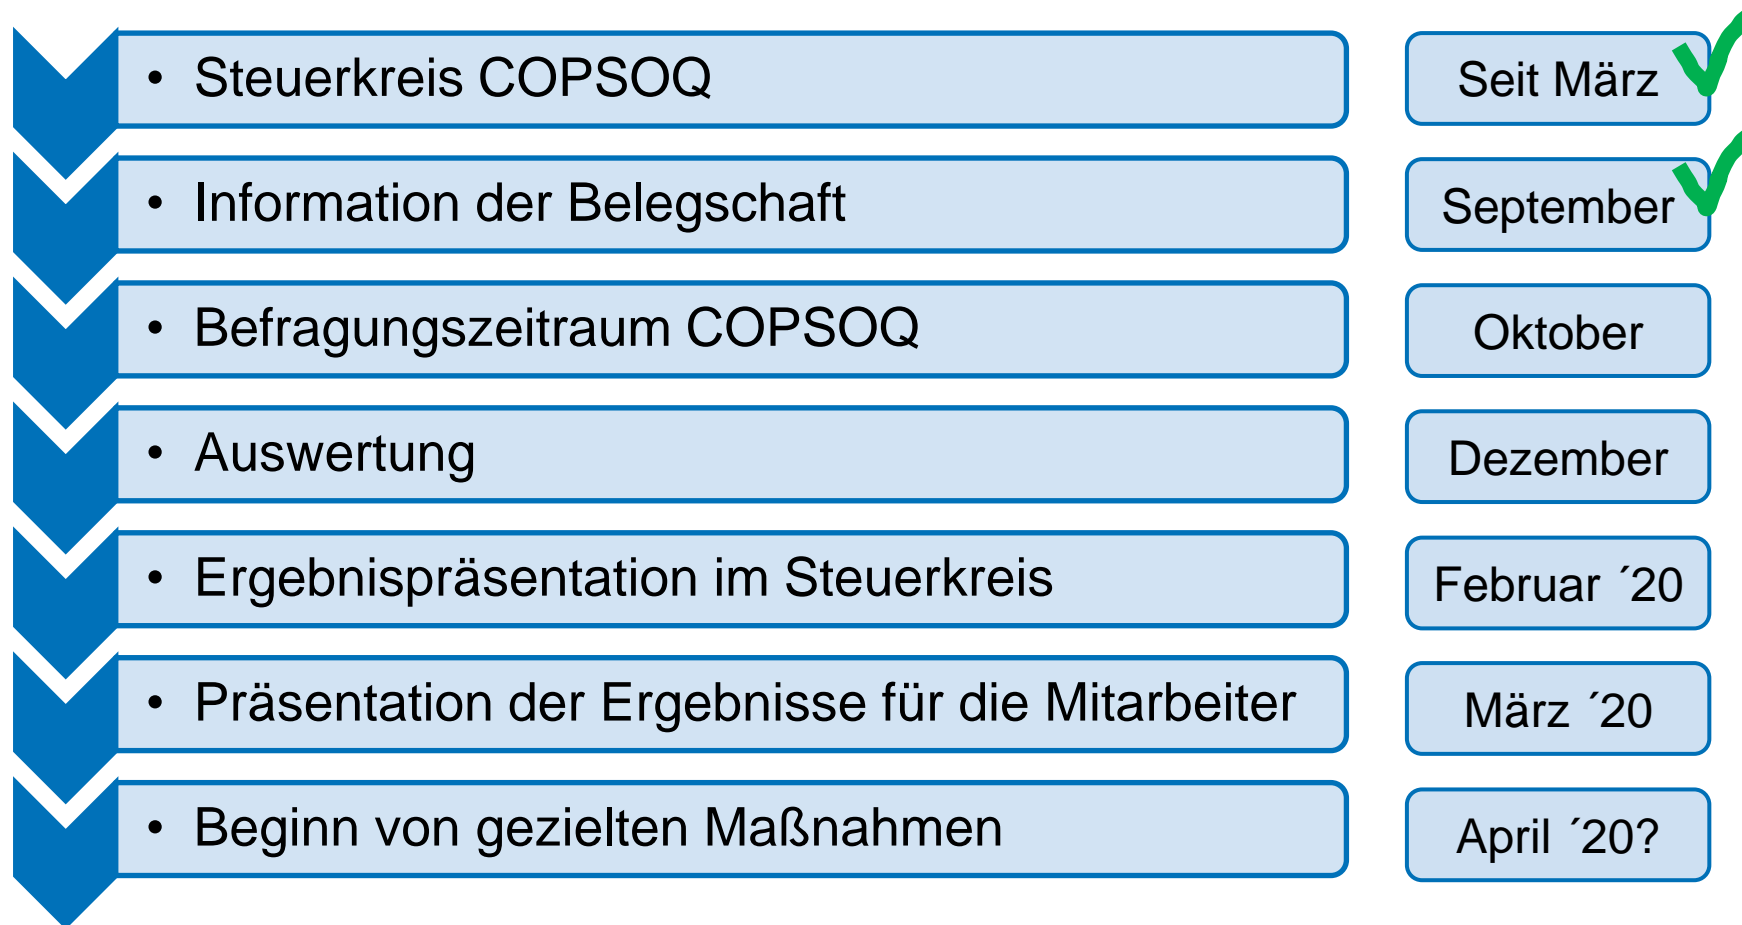 • Steuerkreis COPSOQ
Seit März
• Information der Belegschaft
September
• Befragungszeitraum COPSOQ
Oktober
• Auswertung
Dezember
• Ergebnispräsentation im Steuerkreis
Februar ´20
• Präsentation der Ergebnisse für die Mitarbeiter
März ´20
• Beginn von gezielten Maßnahmen
April ´20?